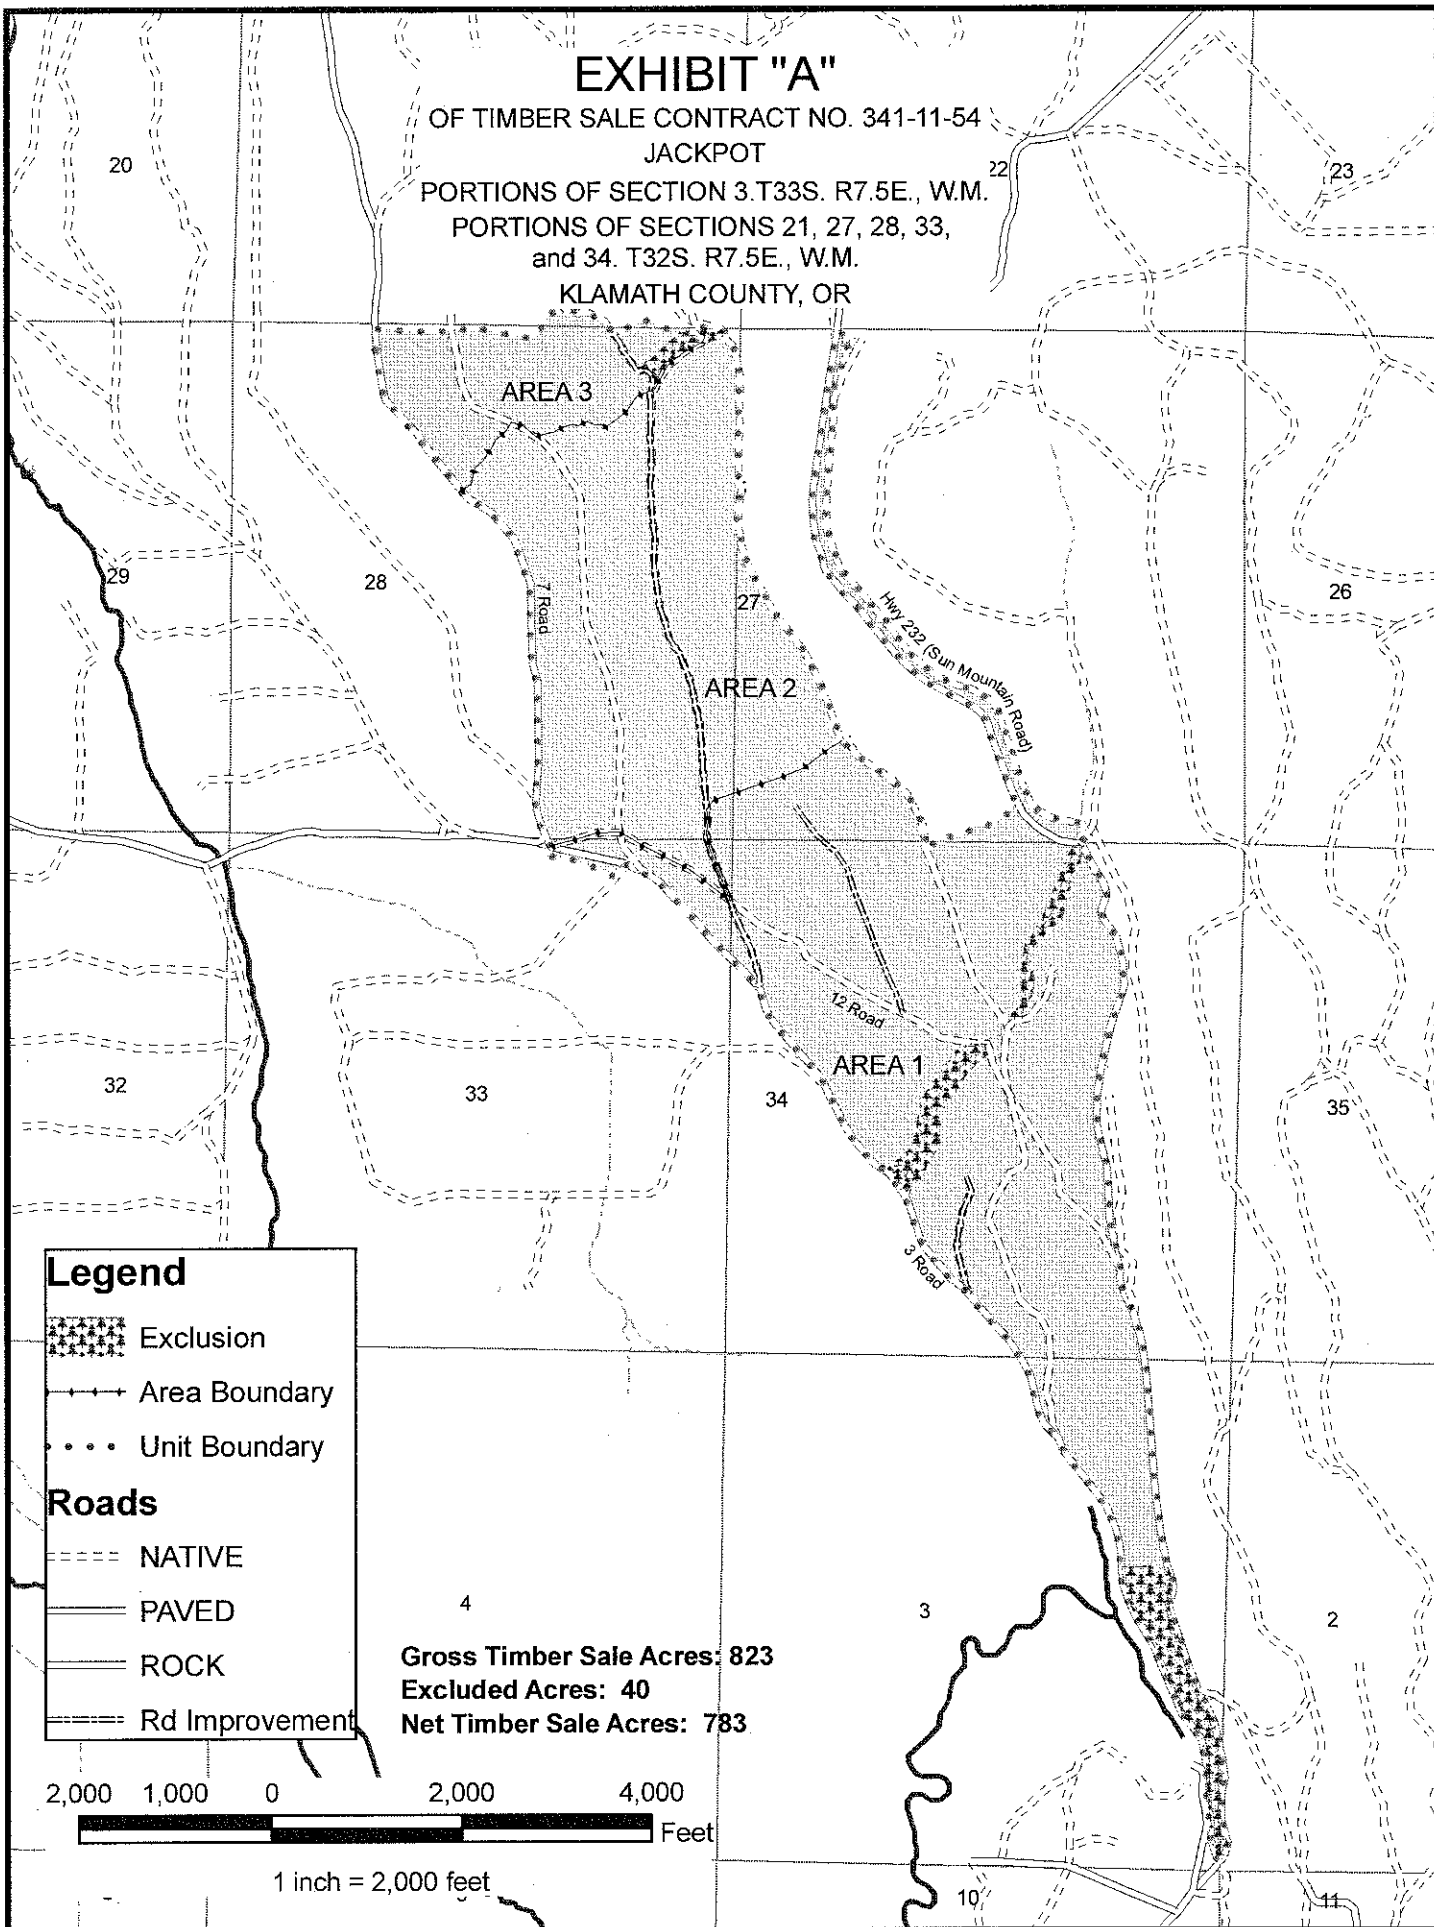 EXHIBIT "A"
OF TIMBER SALE CONTRACT NO. 341-11-54
JACKPOT
PORTIONS OF SECTION 3.T33S. R7.5E., W.M.
PORTIONS OF SECTIONS 21, 27, 28, 33,
and 34. T32S. R7.5E., W.M.
KLAMATH COUNTY, OR
20
22
23
AREA 3
29
28
7 Road
27
Hwy 232 (Sun Mountain Road)
26
AREA 2
12 Road
AREA 1
32
33
34
35
3 Road
Legend
Exclusion
Area Boundary
Unit Boundary
Roads
NATIVE
PAVED
ROCK
Rd Improvement
4
3
2
Gross Timber Sale Acres: 823
Excluded Acres: 40
Net Timber Sale Acres: 783
2,000 1,000 0 2,000 4,000
Feet
1 inch = 2,000 feet
10
11